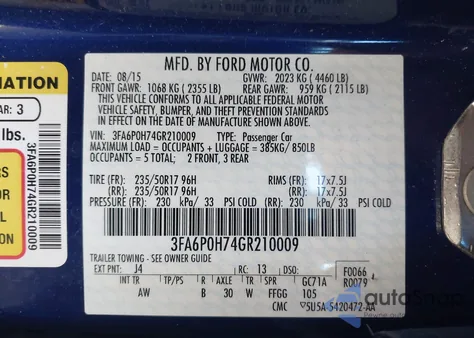 MFD. BY FORD MOTOR CO.
DATE: 08/15 GVWR: 2023 KG ( 4460 LB)
FRONT GAWR: 1068 KG ( 2355 LB) REAR GAWR: 959 KG ( 2115 LB)
THIS VEHICLE CONFORMS TO ALL APPLICABLE FEDERAL MOTOR
VEHICLE SAFETY, BUMPER, AND THEFT PREVENTION STANDARDS
IN EFFECT ON THE DATE OF MANUFACTURE SHOWN ABOVE.
VIN: 3FA6P0H74GR210009 TYPE: Passenger Car
MAXIMUM LOAD = OCCUPANTS + LUGGAGE = 385KG/ 850LB
OCCUPANTS = 5 TOTAL; 2 FRONT, 3 REAR
TIRE (FR): 235/50R17 96H RIMS (FR): 17x7.5J
(RR): 235/50R17 96H (RR): 17x7.5J
PRESSURE (FR): 230 kPa/ 33 PSI COLD (RR): 230 kPa/ 33 PSI COLD
3FA6P0H74GR210009
TRAILER TOWING - SEE OWNER GUIDE
EXT PNT: J4 RC: 13 DSO: F0066
R0079
INT TR TP/PS R AXLE TR SPR GC71A
AW B 30 W FFGG 105
CMC 5U5A-5420472-AA
MATION
AR: 3
lbs.
3FA6P0H74GR210009
autoSnap